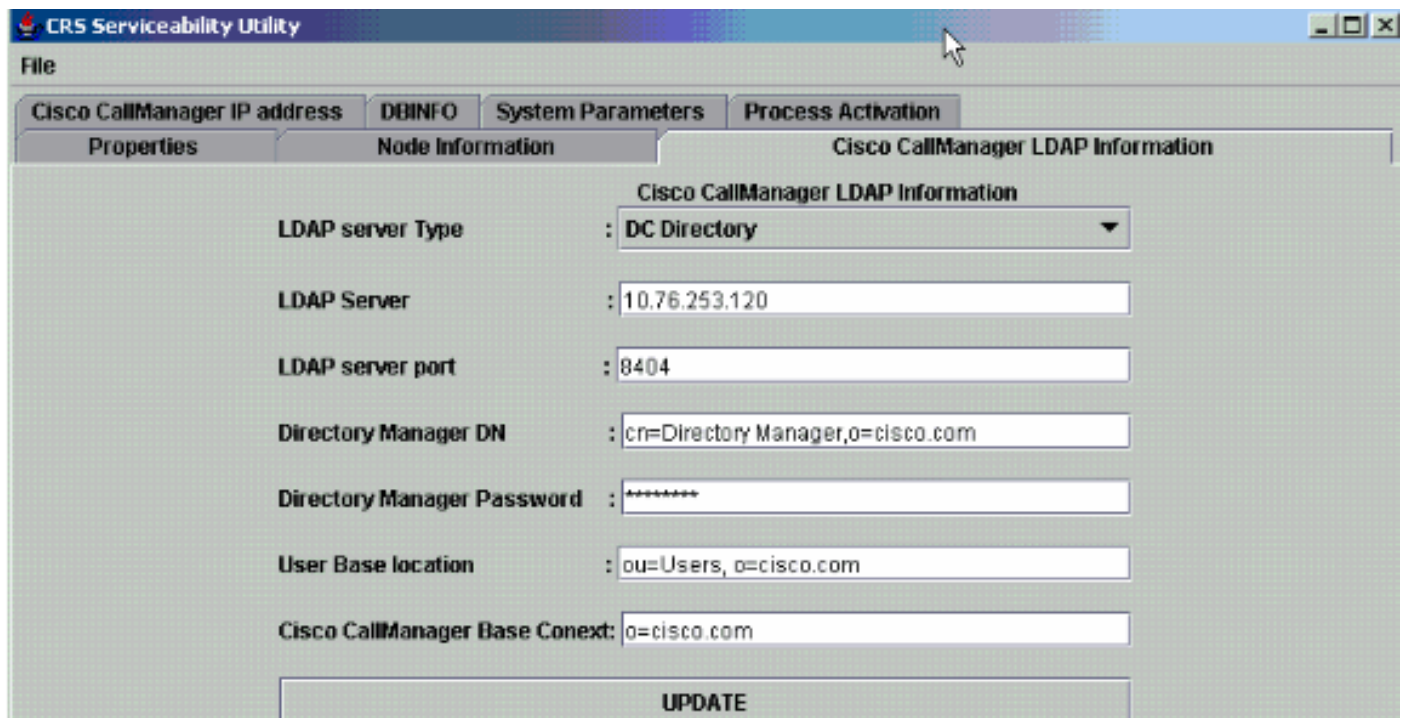 CRS Serviceability Utility
File
Cisco CallManager IP address DBINFO System Parameters Process Activation
Properties Node Information Cisco CallManager LDAP Information
Cisco CallManager LDAP Information
LDAP server Type : DC Directory
LDAP Server : 10.76.253.120
LDAP server port : 8404
Directory Manager DN : cn=Directory Manager,o=cisco.com
Directory Manager Password : ********
User Base location : ou=Users, o=cisco.com
Cisco CallManager Base Conext: o=cisco.com
UPDATE